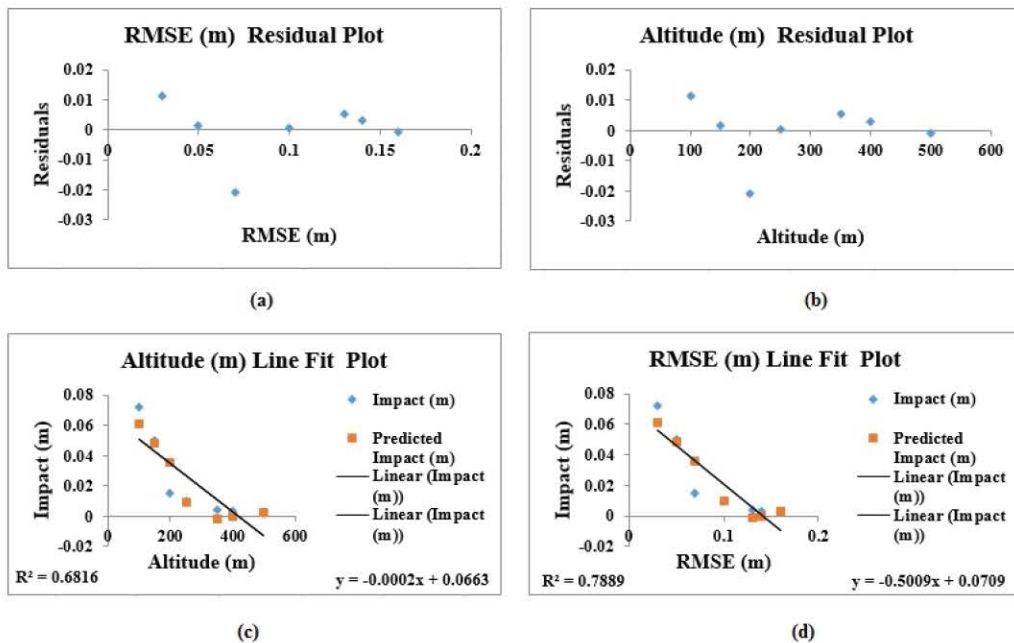 RMSE (m) Residual Plot
0.02
0.01
0
-0.01
-0.02
-0.03
0
0.05
0.1
0.15
0.2
Residuals
RMSE (m)
(a)
Altitude (m) Residual Plot
0.02
0.01
0
-0.01
-0.02
-0.03
0
100
200
300
400
500
600
Residuals
Altitude (m)
(b)
Altitude (m) Line Fit Plot
0.08
0.06
0.04
0.02
0
-0.02
0
200
400
600
Impact (m)
Altitude (m)
Impact (m)
Predicted
Impact (m)
Linear (Impact
(m))
Linear (Impact
(m))
R² = 0.6816
y = -0.0002x + 0.0663
(c)
RMSE (m) Line Fit Plot
0.08
0.06
0.04
0.02
0
-0.02
0
0.1
0.2
Impact (m)
RMSE (m)
Impact (m)
Predicted
Impact (m)
Linear (Impact
(m))
Linear (Impact
(m))
R² = 0.7889
y = -0.5009x + 0.0709
(d)